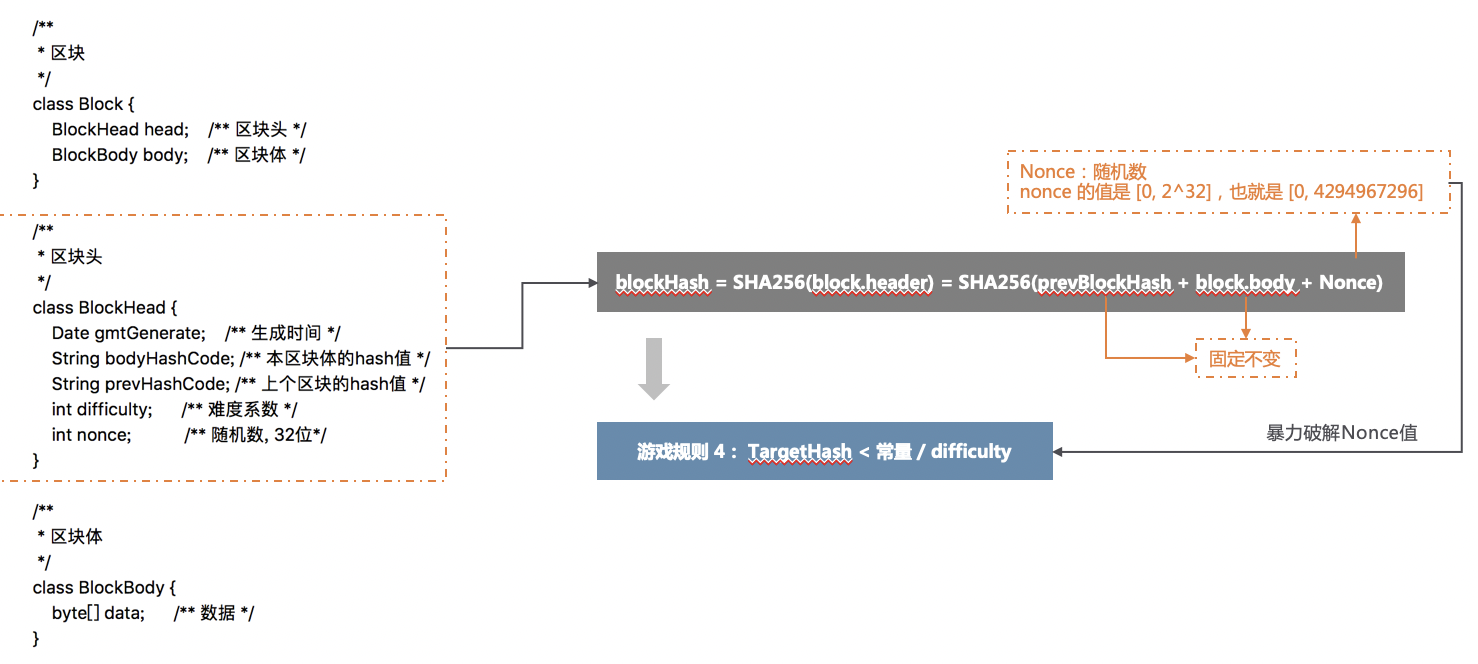 /**
* 区块
*/
class Block {
BlockHead head; /** 区块头 */
BlockBody body; /** 区块体 */
}
/**
* 区块头
*/
class BlockHead {
Date gmtGenerate; /** 生成时间 */
String bodyHashCode; /** 本区块体的hash值 */
String prevHashCode; /** 上个区块的hash值 */
int difficulty; /** 难度系数 */
int nonce; /** 随机数, 32位*/
}
/**
* 区块体
*/
class BlockBody {
byte[] data; /** 数据 */
}
Nonce：随机数
nonce 的值是 [0, 2^32]，也就是 [0, 4294967296]
blockHash = SHA256(block.header) = SHA256(prevBlockHash + block.body + Nonce)
固定不变
暴力破解Nonce值
游戏规则 4： TargetHash < 常量 / difficulty